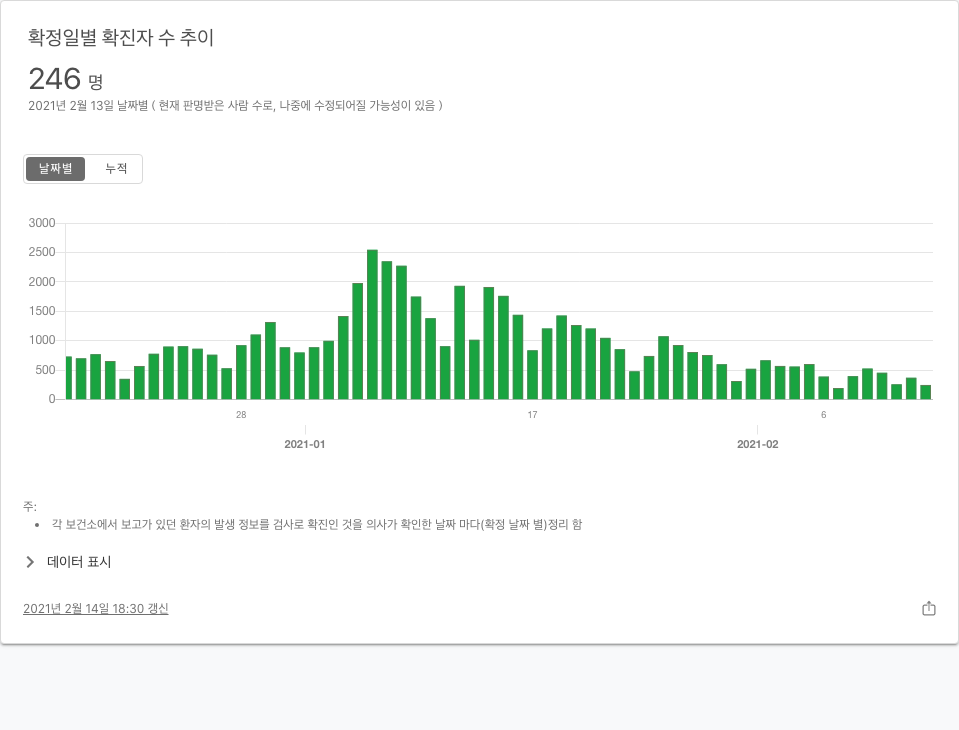 확정일별 확진자 수 추이
246 명
2021년 2월 13일 날짜별 ( 현재 판명받은 사람 수로, 나중에 수정되어질 가능성이 있음 )
날짜별 누적
3000
2500
2000
1500
1000
500
0
28 17 6
2021-01 2021-02
주:
• 각 보건소에서 보고가 있던 환자의 발생 정보를 검사로 확진인 것을 의사가 확인한 날짜 마다(확정 날짜 별)정리 함
데이터 표시
2021년 2월 14일 18:30 갱신